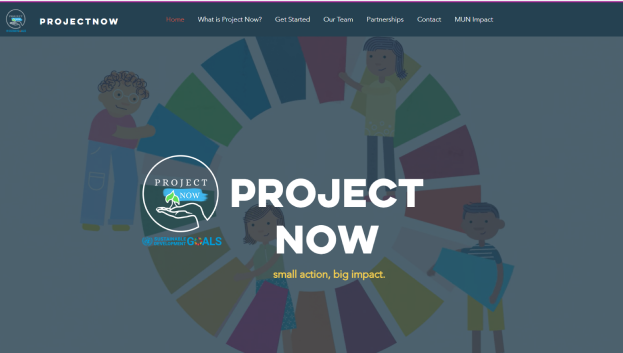 PROJECTNOW
Home What is Project Now? Get Started Our Team Partnerships Contact MUN Impact
PROJECT
NOW
SUSTAINABLE
DEVELOPMENT GOALS
PROJECT
NOW
small action, big impact.